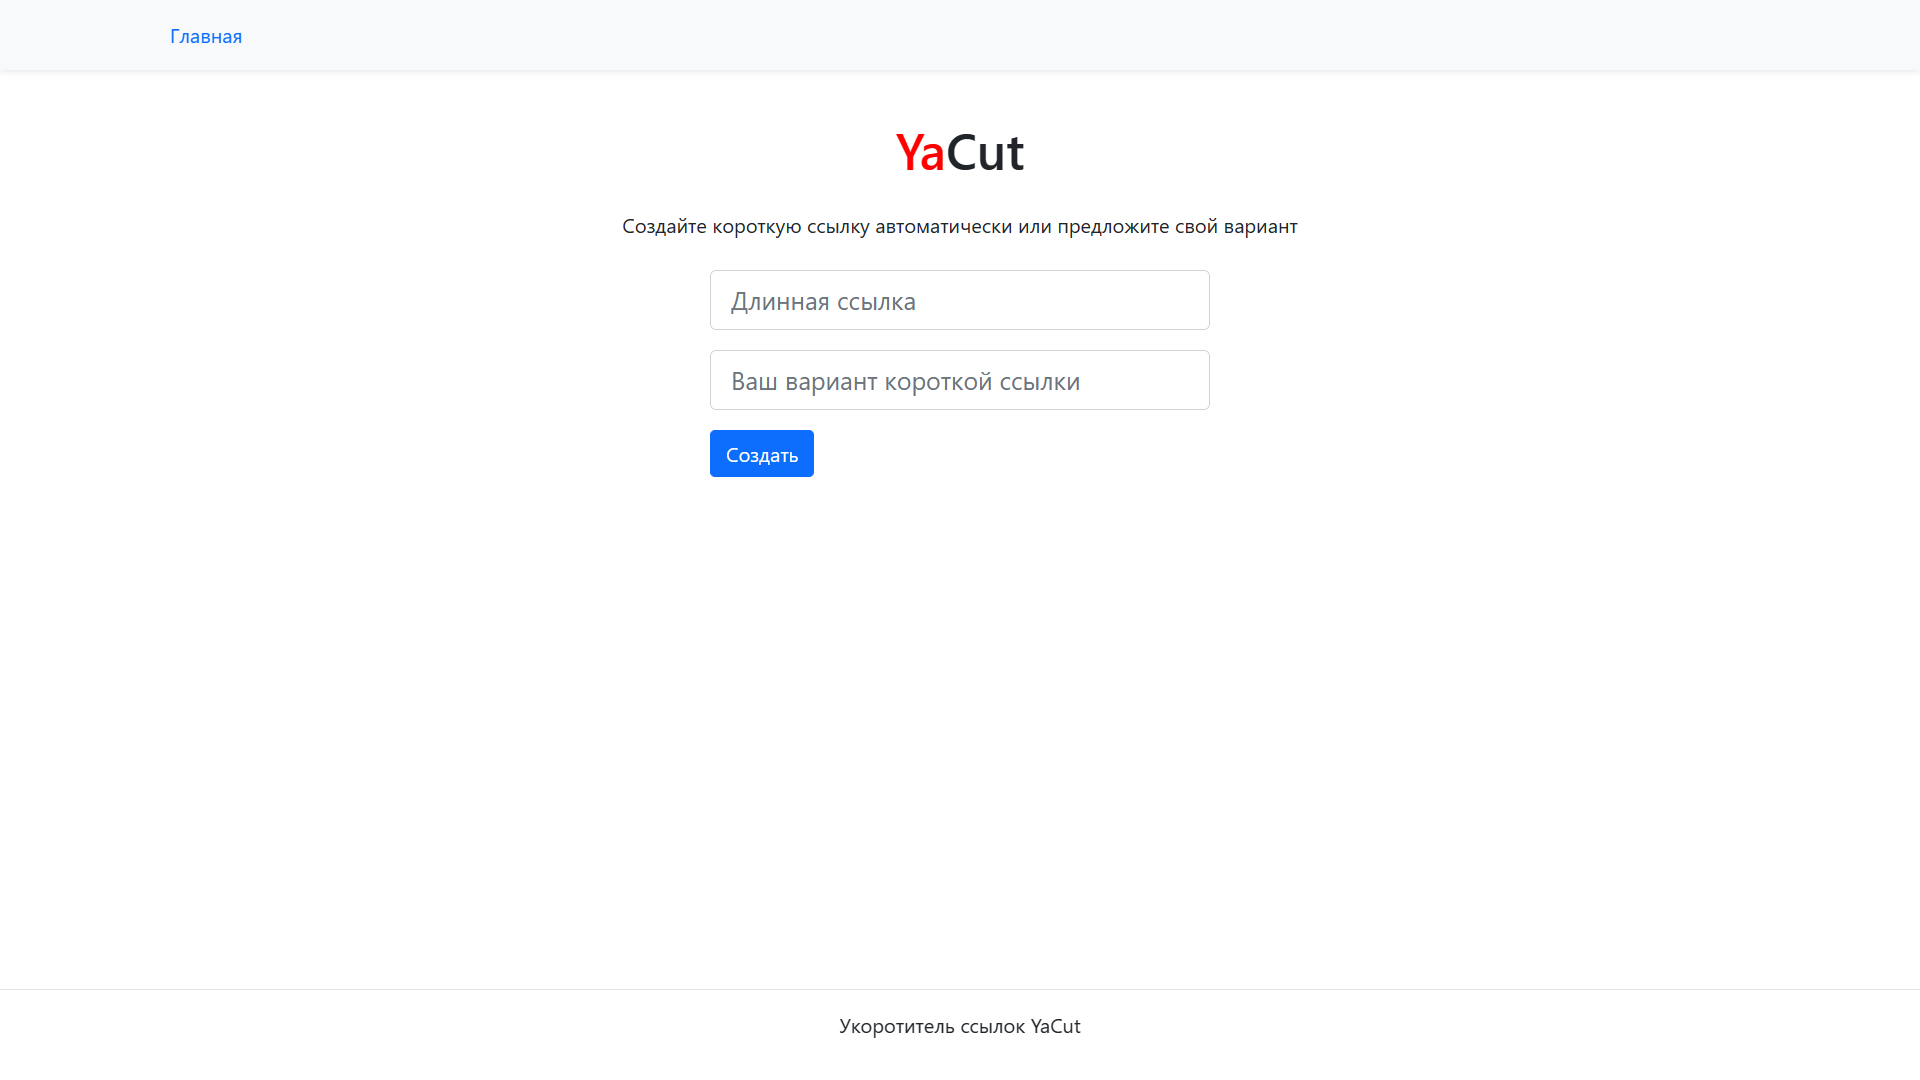 Главная
YaCut
Создайте короткую ссылку автоматически или предложите свой вариант
Длинная ссылка
Ваш вариант короткой ссылки
Создать
Укоротитель ссылок YaCut